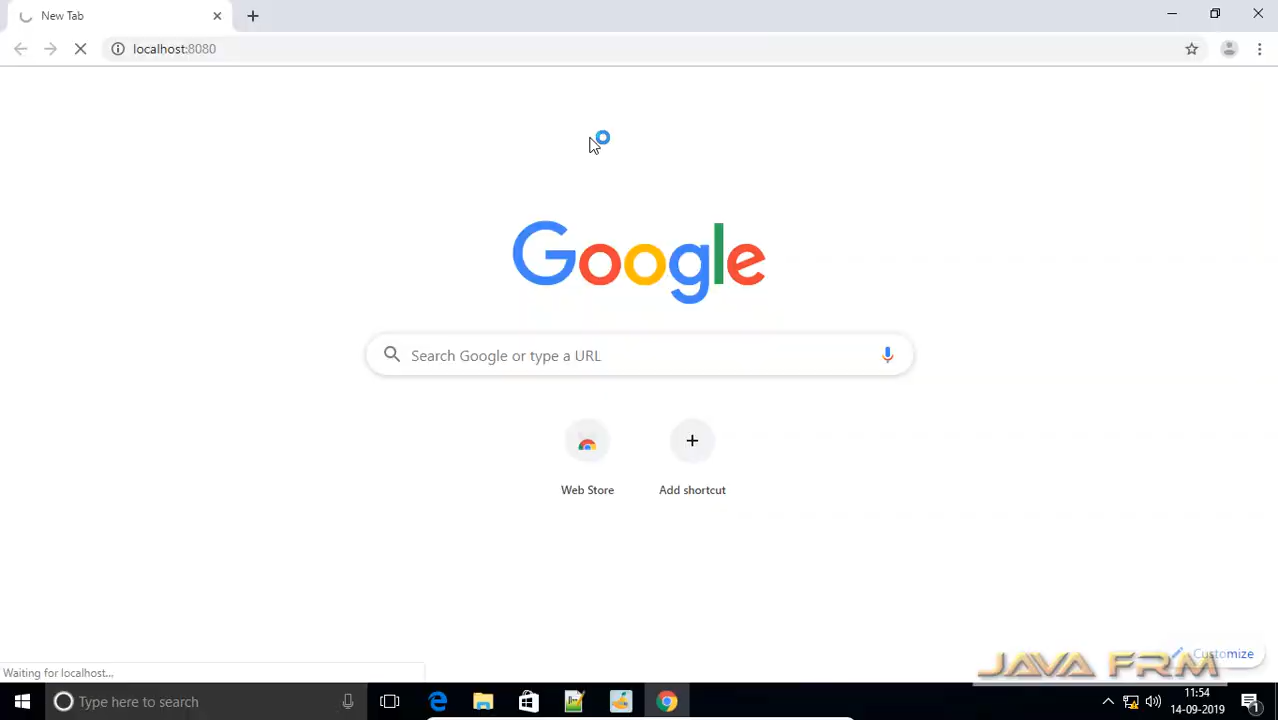 New Tab
localhost:8080
Google
Search Google or type a URL
Web Store
Add shortcut
Customize
JAVA FRM
Waiting for localhost...
Type here to search
11:54
14-09-2019
1